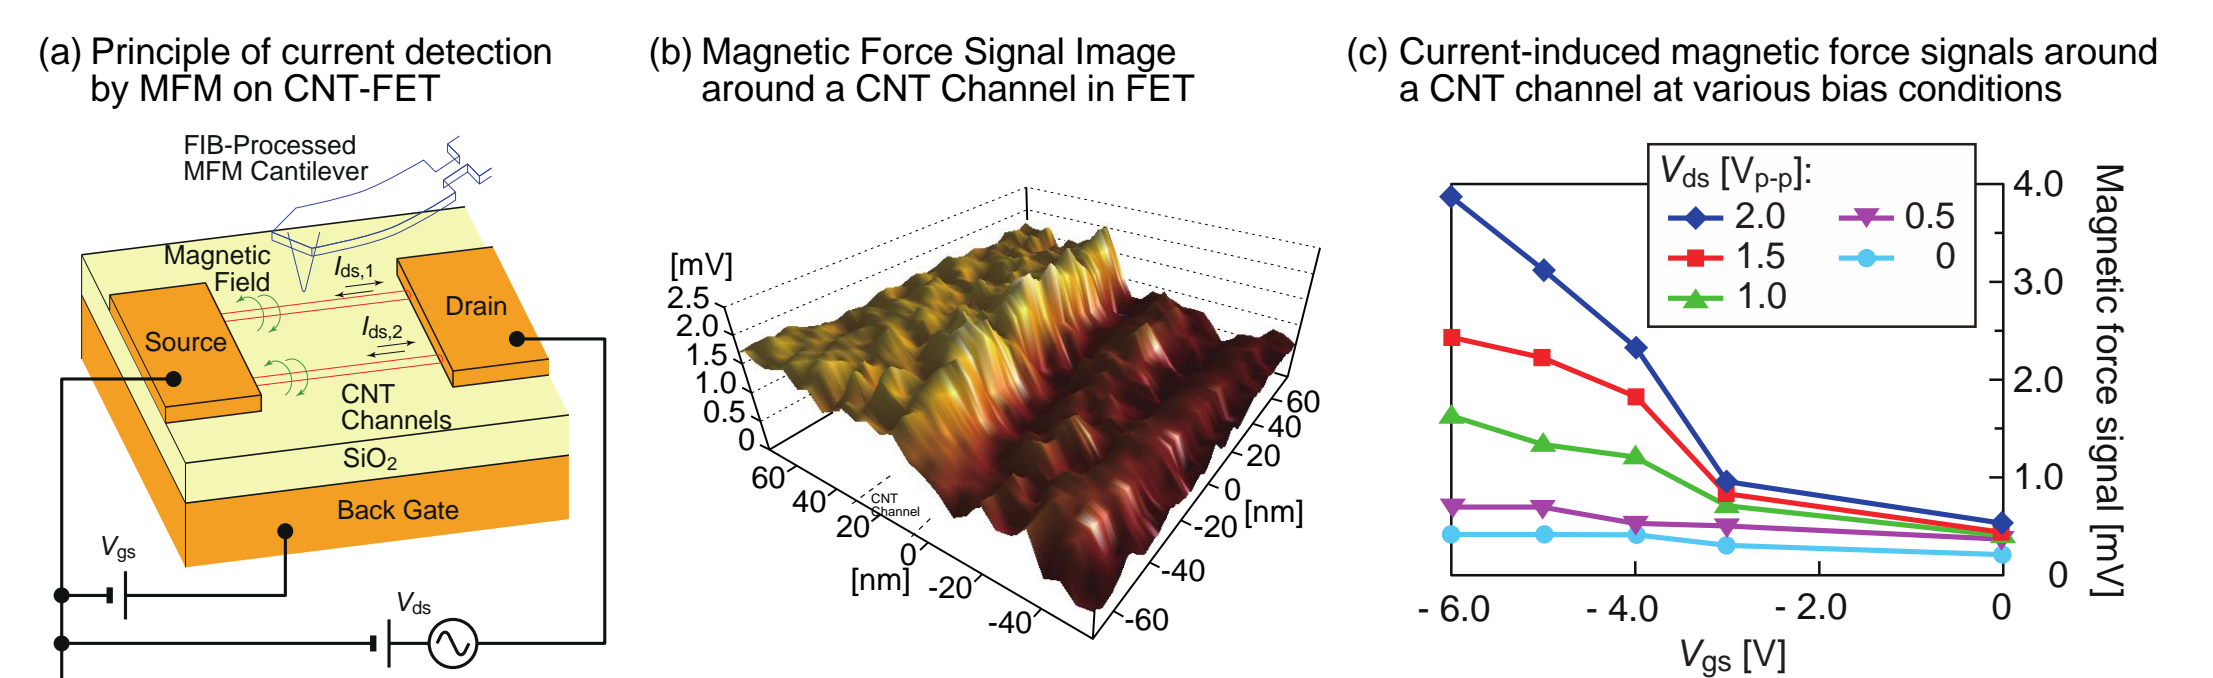 (a) Principle of current detection
by MFM on CNT-FET
FIB-Processed
MFM Cantilever
Magnetic
Field
Ids,1
Drain
Source
Ids,2
CNT
Channels
SiO2
Back Gate
Vgs
Vds
(b) Magnetic Force Signal Image
around a CNT Channel in FET
[mV]
2.5
2.0
1.5
1.0
0.5
0
60
40
20
0
-20
-40
[nm]
CNT
Channel
60
40
20
0
-20
-40
-60
[nm]
(c) Current-induced magnetic force signals around
a CNT channel at various bias conditions
Vds [Vp-p]:
2.0
1.5
1.0
0.5
0
4.0
3.0
2.0
1.0
0
Magnetic force signal [mV]
- 6.0
- 4.0
- 2.0
0
Vgs [V]